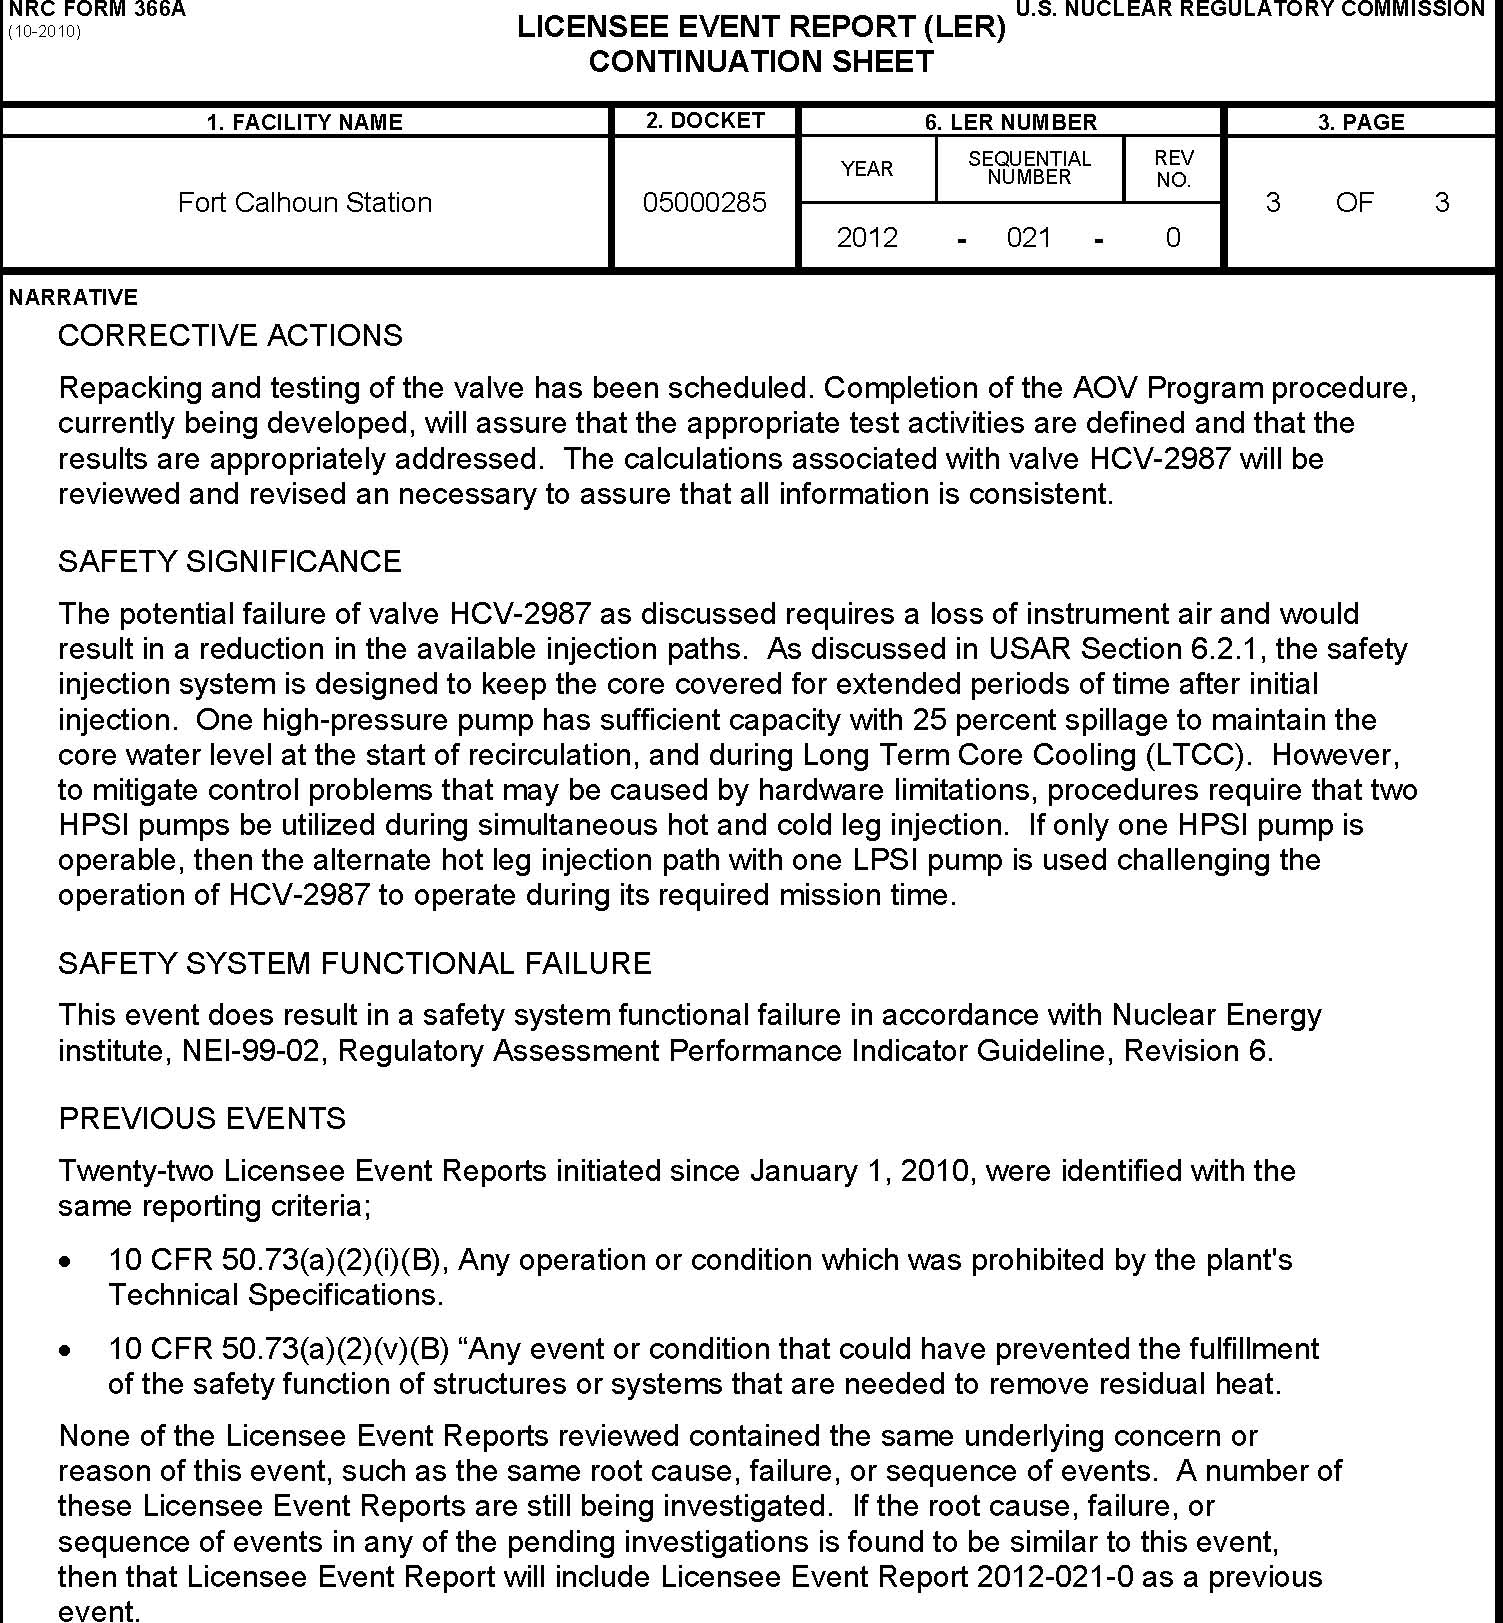 NRC FORM 366A
(10-2010)
U.S. NUCLEAR REGULATORY COMMISSION
LICENSEE EVENT REPORT (LER)
CONTINUATION SHEET
1. FACILITY NAME
2. DOCKET
6. LER NUMBER
3. PAGE
Fort Calhoun Station
05000285
YEAR
SEQUENTIAL
NUMBER
REV
NO.
2012 - 021 - 0
3 OF 3
NARRATIVE
CORRECTIVE ACTIONS
Repacking and testing of the valve has been scheduled. Completion of the AOV Program procedure,
currently being developed, will assure that the appropriate test activities are defined and that the
results are appropriately addressed.  The calculations associated with valve HCV-2987 will be
reviewed and revised an necessary to assure that all information is consistent.
SAFETY SIGNIFICANCE
The potential failure of valve HCV-2987 as discussed requires a loss of instrument air and would
result in a reduction in the available injection paths.  As discussed in USAR Section 6.2.1, the safety
injection system is designed to keep the core covered for extended periods of time after initial
injection.  One high-pressure pump has sufficient capacity with 25 percent spillage to maintain the
core water level at the start of recirculation, and during Long Term Core Cooling (LTCC).  However,
to mitigate control problems that may be caused by hardware limitations, procedures require that two
HPSI pumps be utilized during simultaneous hot and cold leg injection.  If only one HPSI pump is
operable, then the alternate hot leg injection path with one LPSI pump is used challenging the
operation of HCV-2987 to operate during its required mission time.
SAFETY SYSTEM FUNCTIONAL FAILURE
This event does result in a safety system functional failure in accordance with Nuclear Energy
institute, NEI-99-02, Regulatory Assessment Performance Indicator Guideline, Revision 6.
PREVIOUS EVENTS
Twenty-two Licensee Event Reports initiated since January 1, 2010, were identified with the
same reporting criteria;
• 10 CFR 50.73(a)(2)(i)(B), Any operation or condition which was prohibited by the plant's
Technical Specifications.
• 10 CFR 50.73(a)(2)(v)(B) “Any event or condition that could have prevented the fulfillment
of the safety function of structures or systems that are needed to remove residual heat.
None of the Licensee Event Reports reviewed contained the same underlying concern or
reason of this event, such as the same root cause, failure, or sequence of events.  A number of
these Licensee Event Reports are still being investigated.  If the root cause, failure, or
sequence of events in any of the pending investigations is found to be similar to this event,
then that Licensee Event Report will include Licensee Event Report 2012-021-0 as a previous
event.